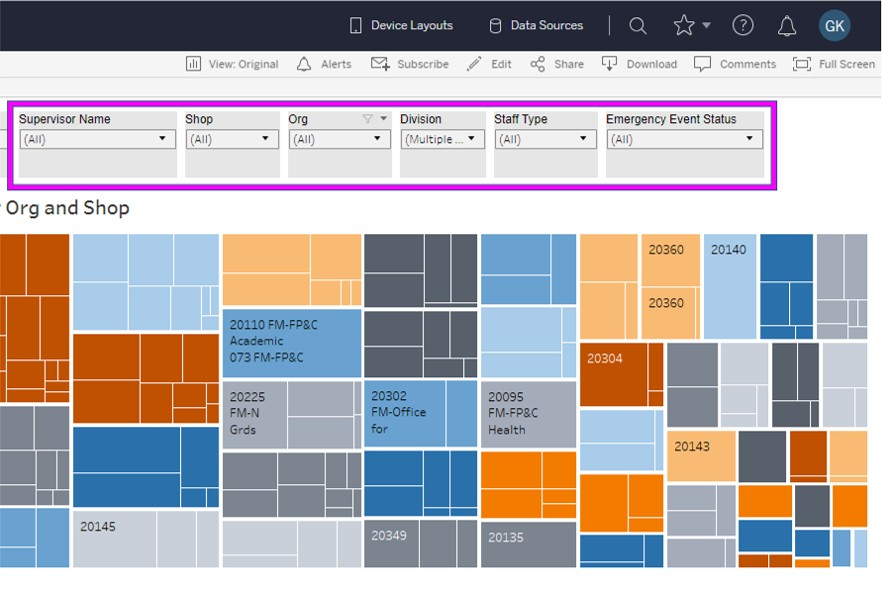 Device Layouts
Data Sources
?
GK
View: Original
Alerts
Subscribe
Edit
Share
Download
Comments
Full Screen
Supervisor Name
Shop
Org
Division
Staff Type
Emergency Event Status
(All)
(All)
(All)
(Multiple ...
(All)
(All)
Org and Shop
20360
20140
20360
20110 FM-FP&C
Academic
073 FM-FP&C
20304
20225
FM-N
Grds
20302
FM-Office
for
20095
FM-FP&C
Health
20143
20145
20349
20135